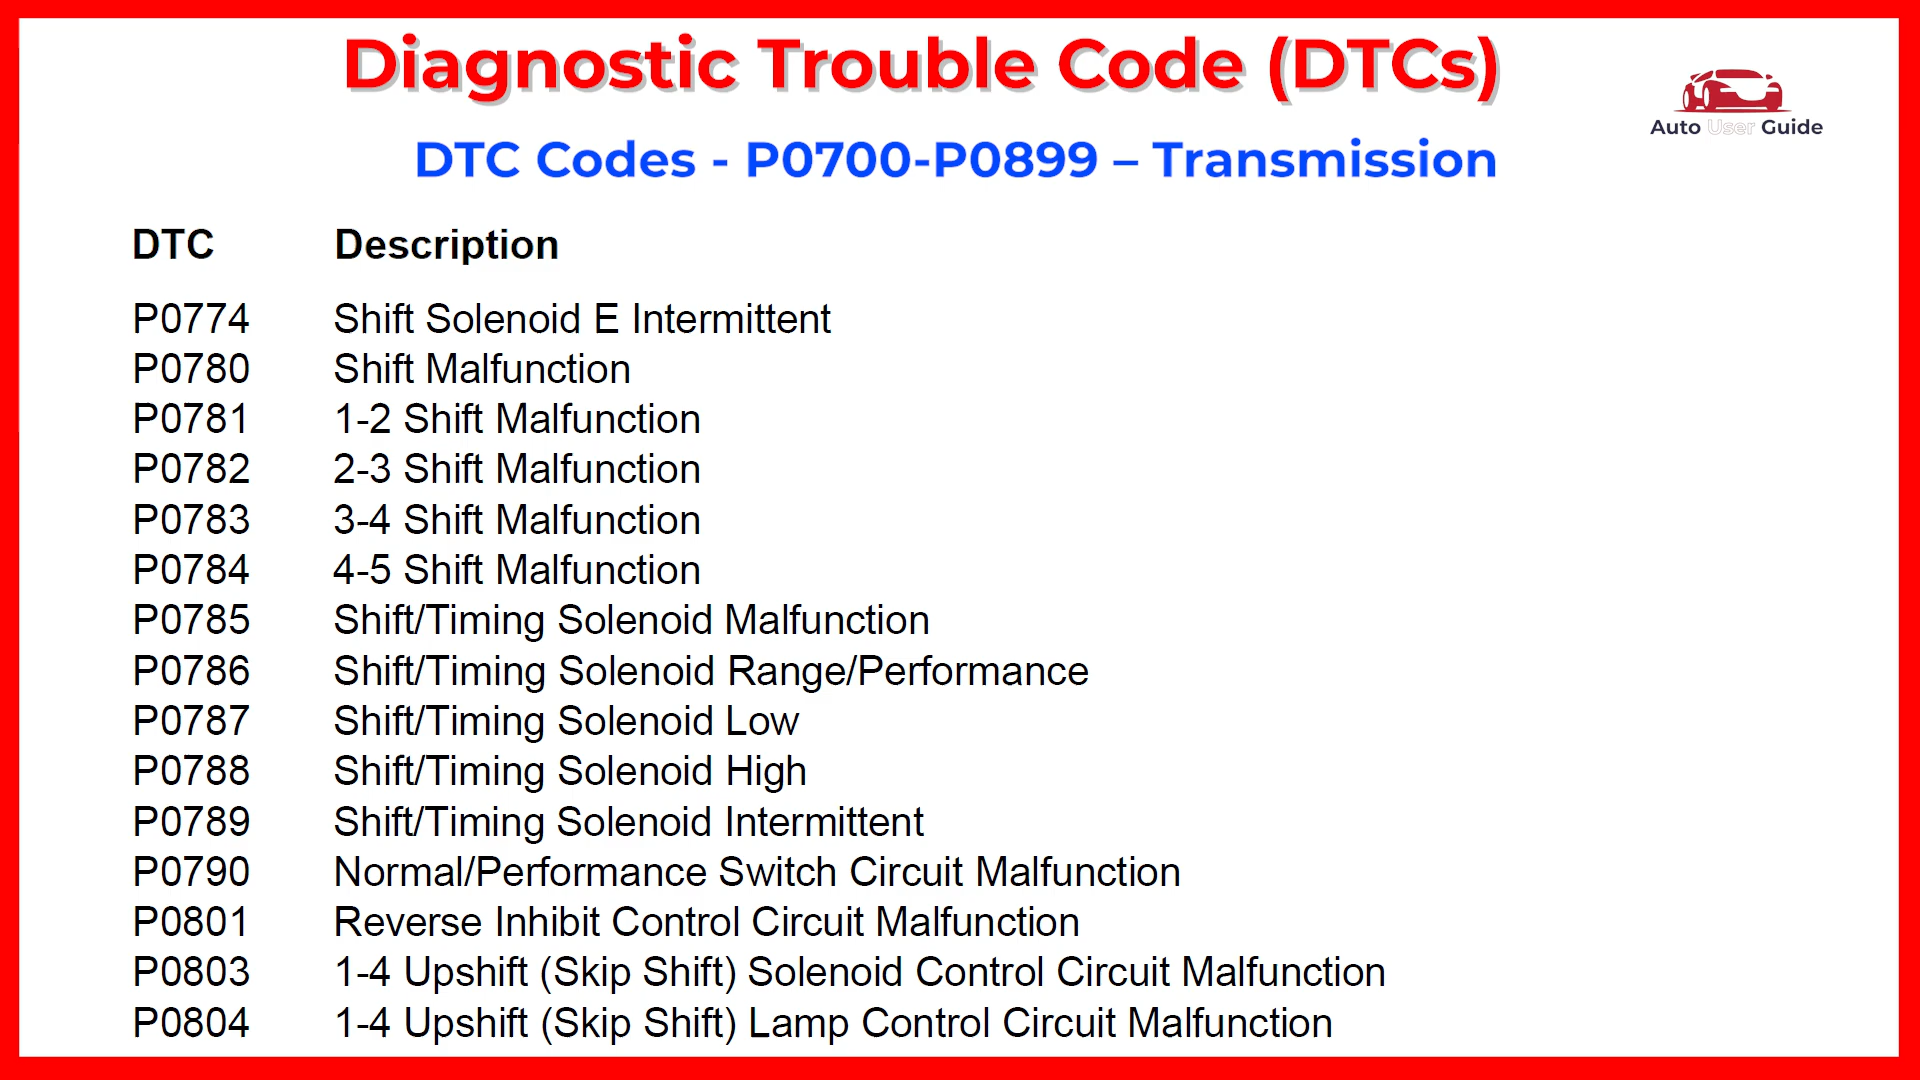 Diagnostic Trouble Code (DTCs)
Auto User Guide
DTC Codes - P0700-P0899 – Transmission
DTC Description
P0774 Shift Solenoid E Intermittent
P0780 Shift Malfunction
P0781 1-2 Shift Malfunction
P0782 2-3 Shift Malfunction
P0783 3-4 Shift Malfunction
P0784 4-5 Shift Malfunction
P0785 Shift/Timing Solenoid Malfunction
P0786 Shift/Timing Solenoid Range/Performance
P0787 Shift/Timing Solenoid Low
P0788 Shift/Timing Solenoid High
P0789 Shift/Timing Solenoid Intermittent
P0790 Normal/Performance Switch Circuit Malfunction
P0801 Reverse Inhibit Control Circuit Malfunction
P0803 1-4 Upshift (Skip Shift) Solenoid Control Circuit Malfunction
P0804 1-4 Upshift (Skip Shift) Lamp Control Circuit Malfunction